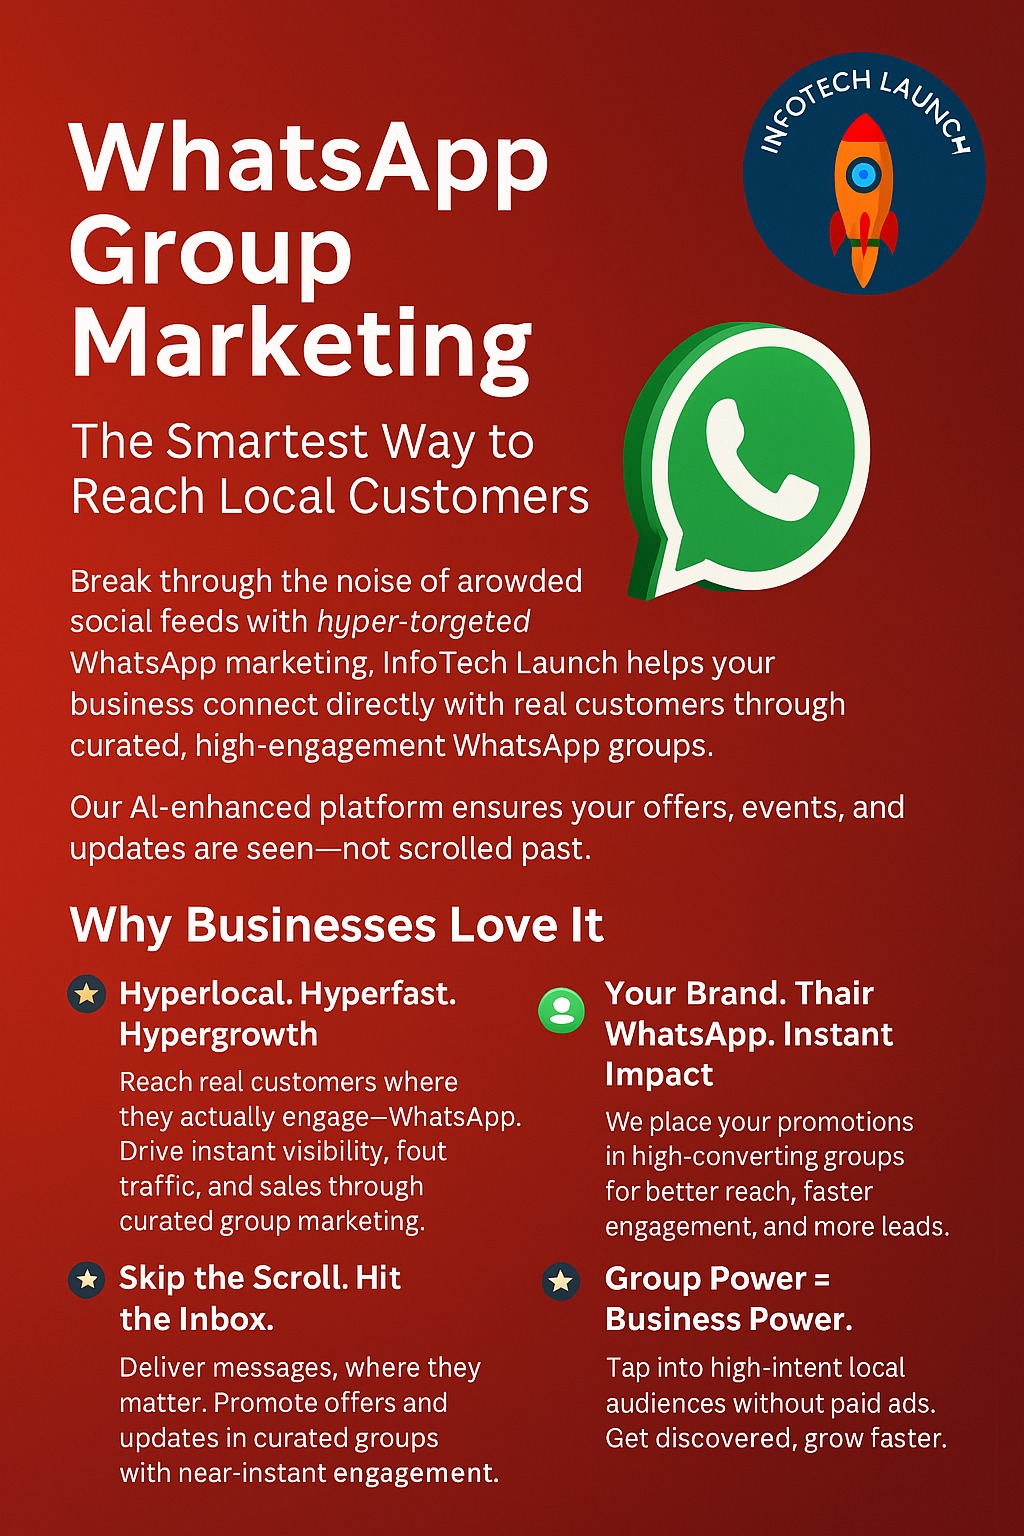 INFOTECH LAUNCH
WhatsApp
Group
Marketing
The Smartest Way to
Reach Local Customers
Break through the noise of arowded
social feeds with hyper-torgeted
WhatsApp marketing, InfoTech Launch helps your
business connect directly with real customers through
curated, high-engagement WhatsApp groups.
Our AI-enhanced platform ensures your offers, events, and
updates are seen—not scrolled past.
Why Businesses Love It
Hyperlocal. Hyperfast.
Hypergrowth
Reach real customers where
they actually engage—WhatsApp.
Drive instant visibility, fout
traffic, and sales through
curated group marketing.
Your Brand. Thair
WhatsApp. Instant
Impact
We place your promotions
in high-converting groups
for better reach, faster
engagement, and more leads.
Skip the Scroll. Hit
the Inbox.
Deliver messages, where they
matter. Promote offers and
updates in curated groups
with near-instant engagement.
Group Power =
Business Power.
Tap into high-intent local
audiences without paid ads.
Get discovered, grow faster.